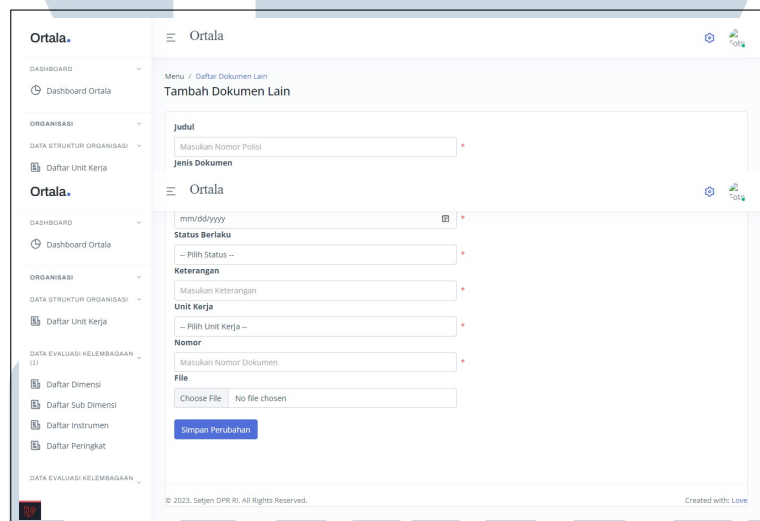 Ortala.
Ortala
Foto
DASHBOARD
Menu / Daftar Dokumen Lain
Dashboard Ortala
Tambah Dokumen Lain
ORGANISASI
Judul
DATA STRUKTUR ORGANISASI
Masukan Nomor Polisi *
Jenis Dokumen
Daftar Unit Kerja
Ortala.
Ortala
Foto
DASHBOARD
mm/dd/yyyy *
Status Berlaku
Dashboard Ortala
-- Pilih Status -- *
Keterangan
ORGANISASI
Masukan Keterangan *
DATA STRUKTUR ORGANISASI
Unit Kerja
Daftar Unit Kerja
-- Pilih Unit Kerja -- *
Nomor
DATA EVALUASI KELEMBAGAAN
(1)
Masukan Nomor Dokumen *
File
Daftar Dimensi
Choose File No file chosen
Daftar Sub Dimensi
Daftar Instrumen
Simpan Perubahan
Daftar Peringkat
DATA EVALUASI KELEMBAGAAN
© 2023. Setjen DPR RI. All Rights Reserved.
Created with: Love